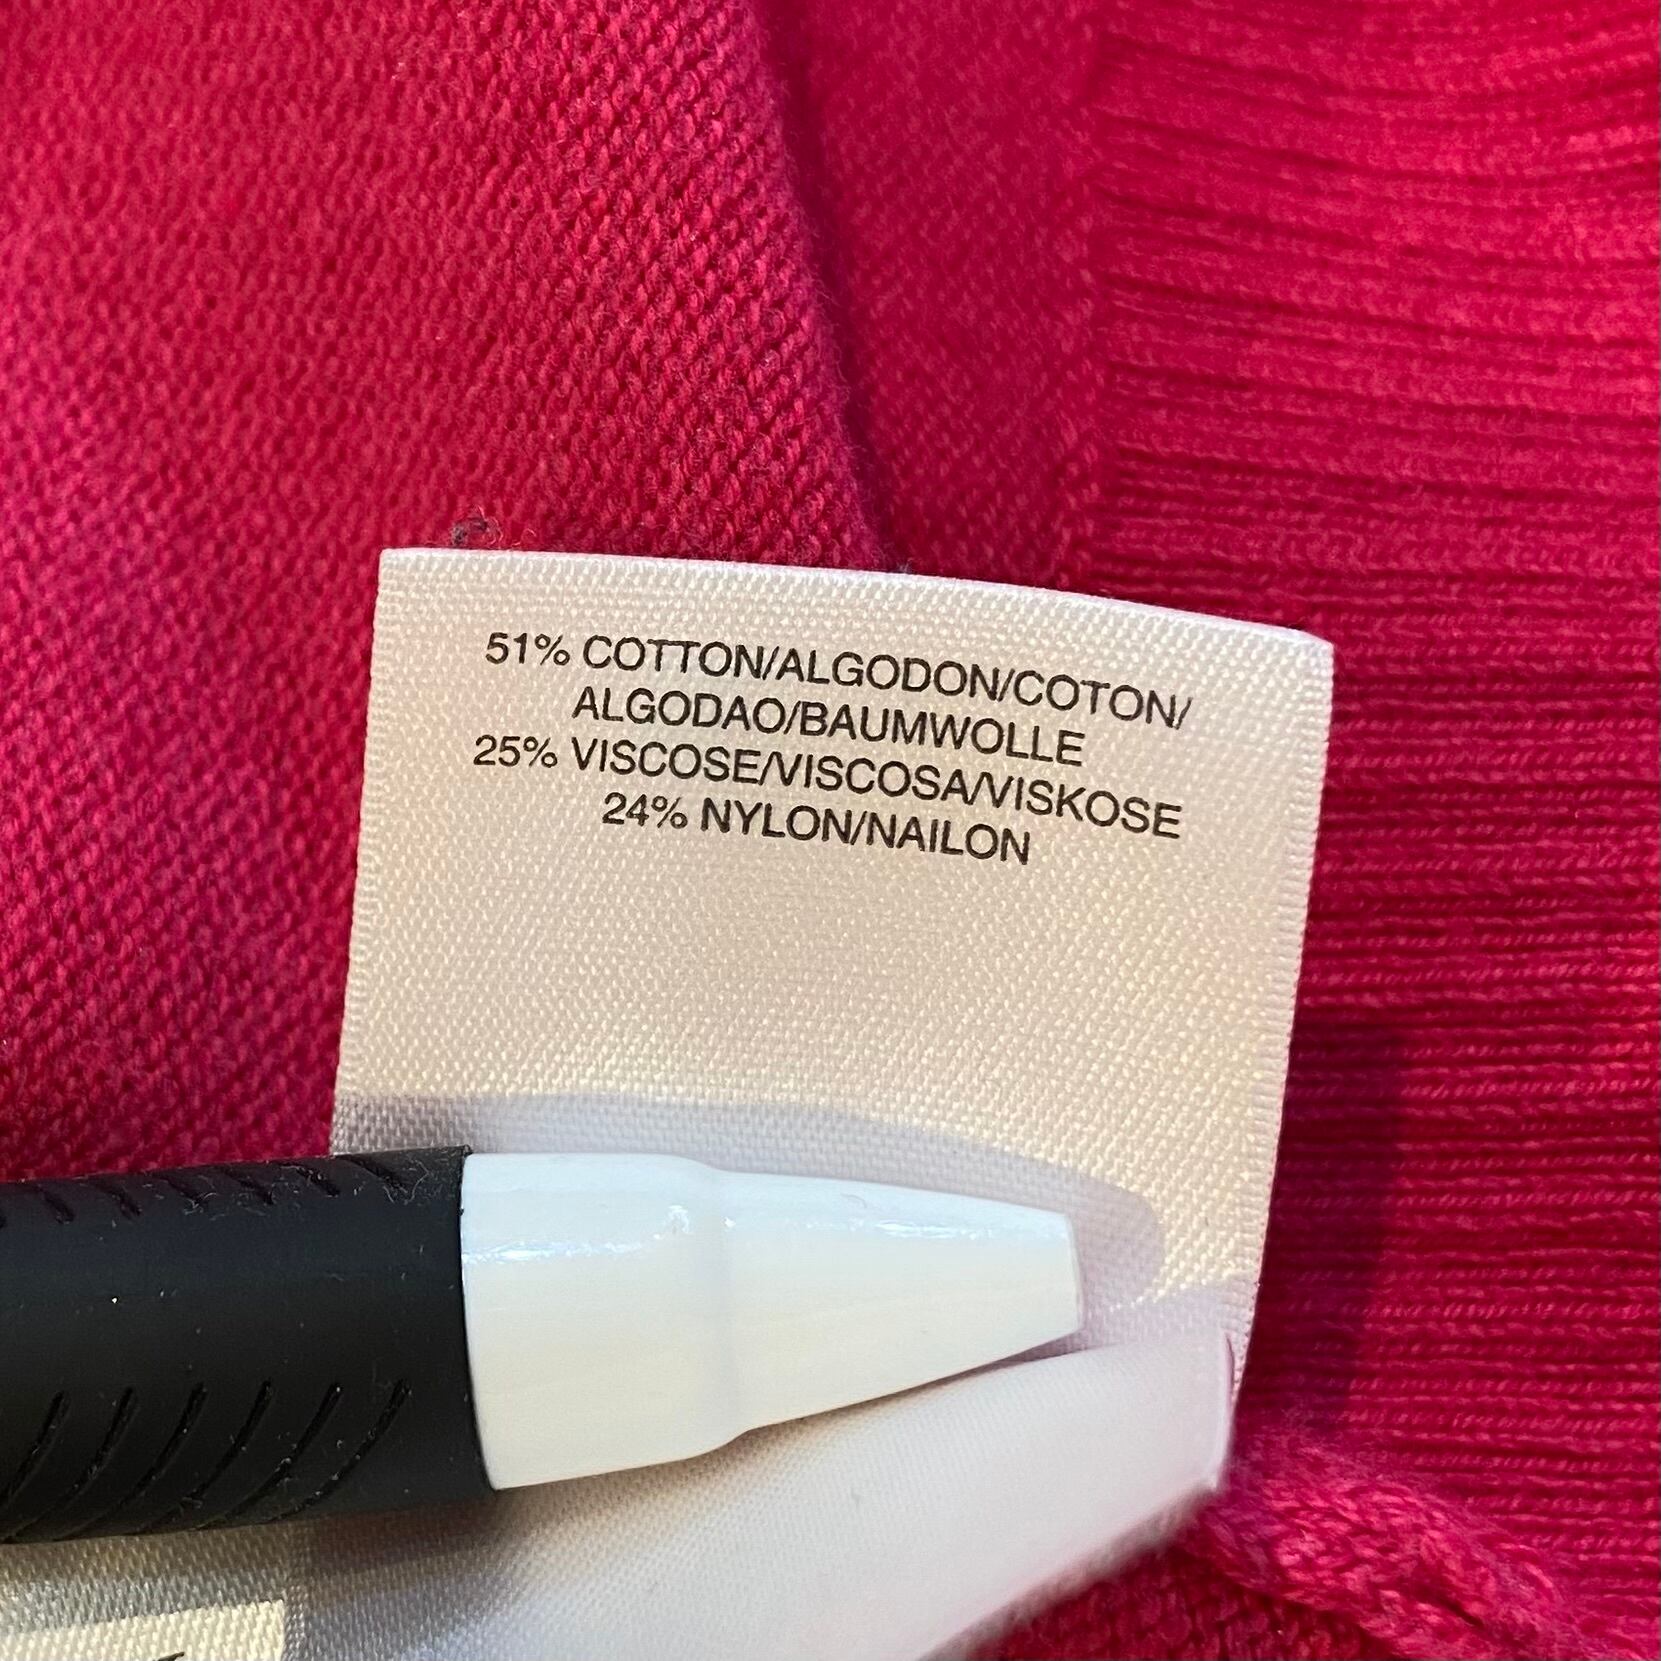 51% COTTON/ALGODON/COTON/
ALGODAO/BAUMWOLLE
25% VISCOSE/VISCOSA/VISKOSE
24% NYLON/NAILON